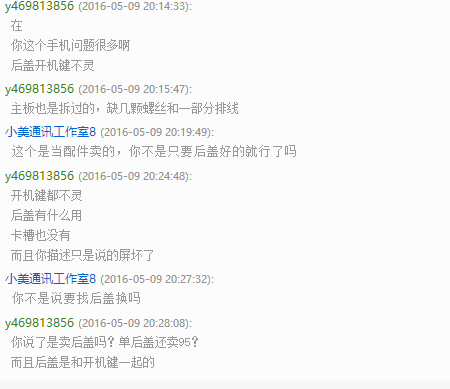 y469813856 (2016-05-09 20:14:33):
在
你这个手机问题很多啊
后盖开机键不灵
y469813856 (2016-05-09 20:15:47):
主板也是拆过的，缺几颗螺丝和一部分排线
小美通讯工作室8 (2016-05-09 20:19:49):
这个是当配件卖的，你不是只要后盖好的就行了吗
y469813856 (2016-05-09 20:24:48):
开机键都不灵
后盖有什么用
卡槽也没有
而且你描述只是说的屏坏了
小美通讯工作室8 (2016-05-09 20:27:32):
你不是说要找后盖换吗
y469813856 (2016-05-09 20:28:08):
你说了是卖后盖吗？单后盖还卖95？
而且后盖是和开机键一起的